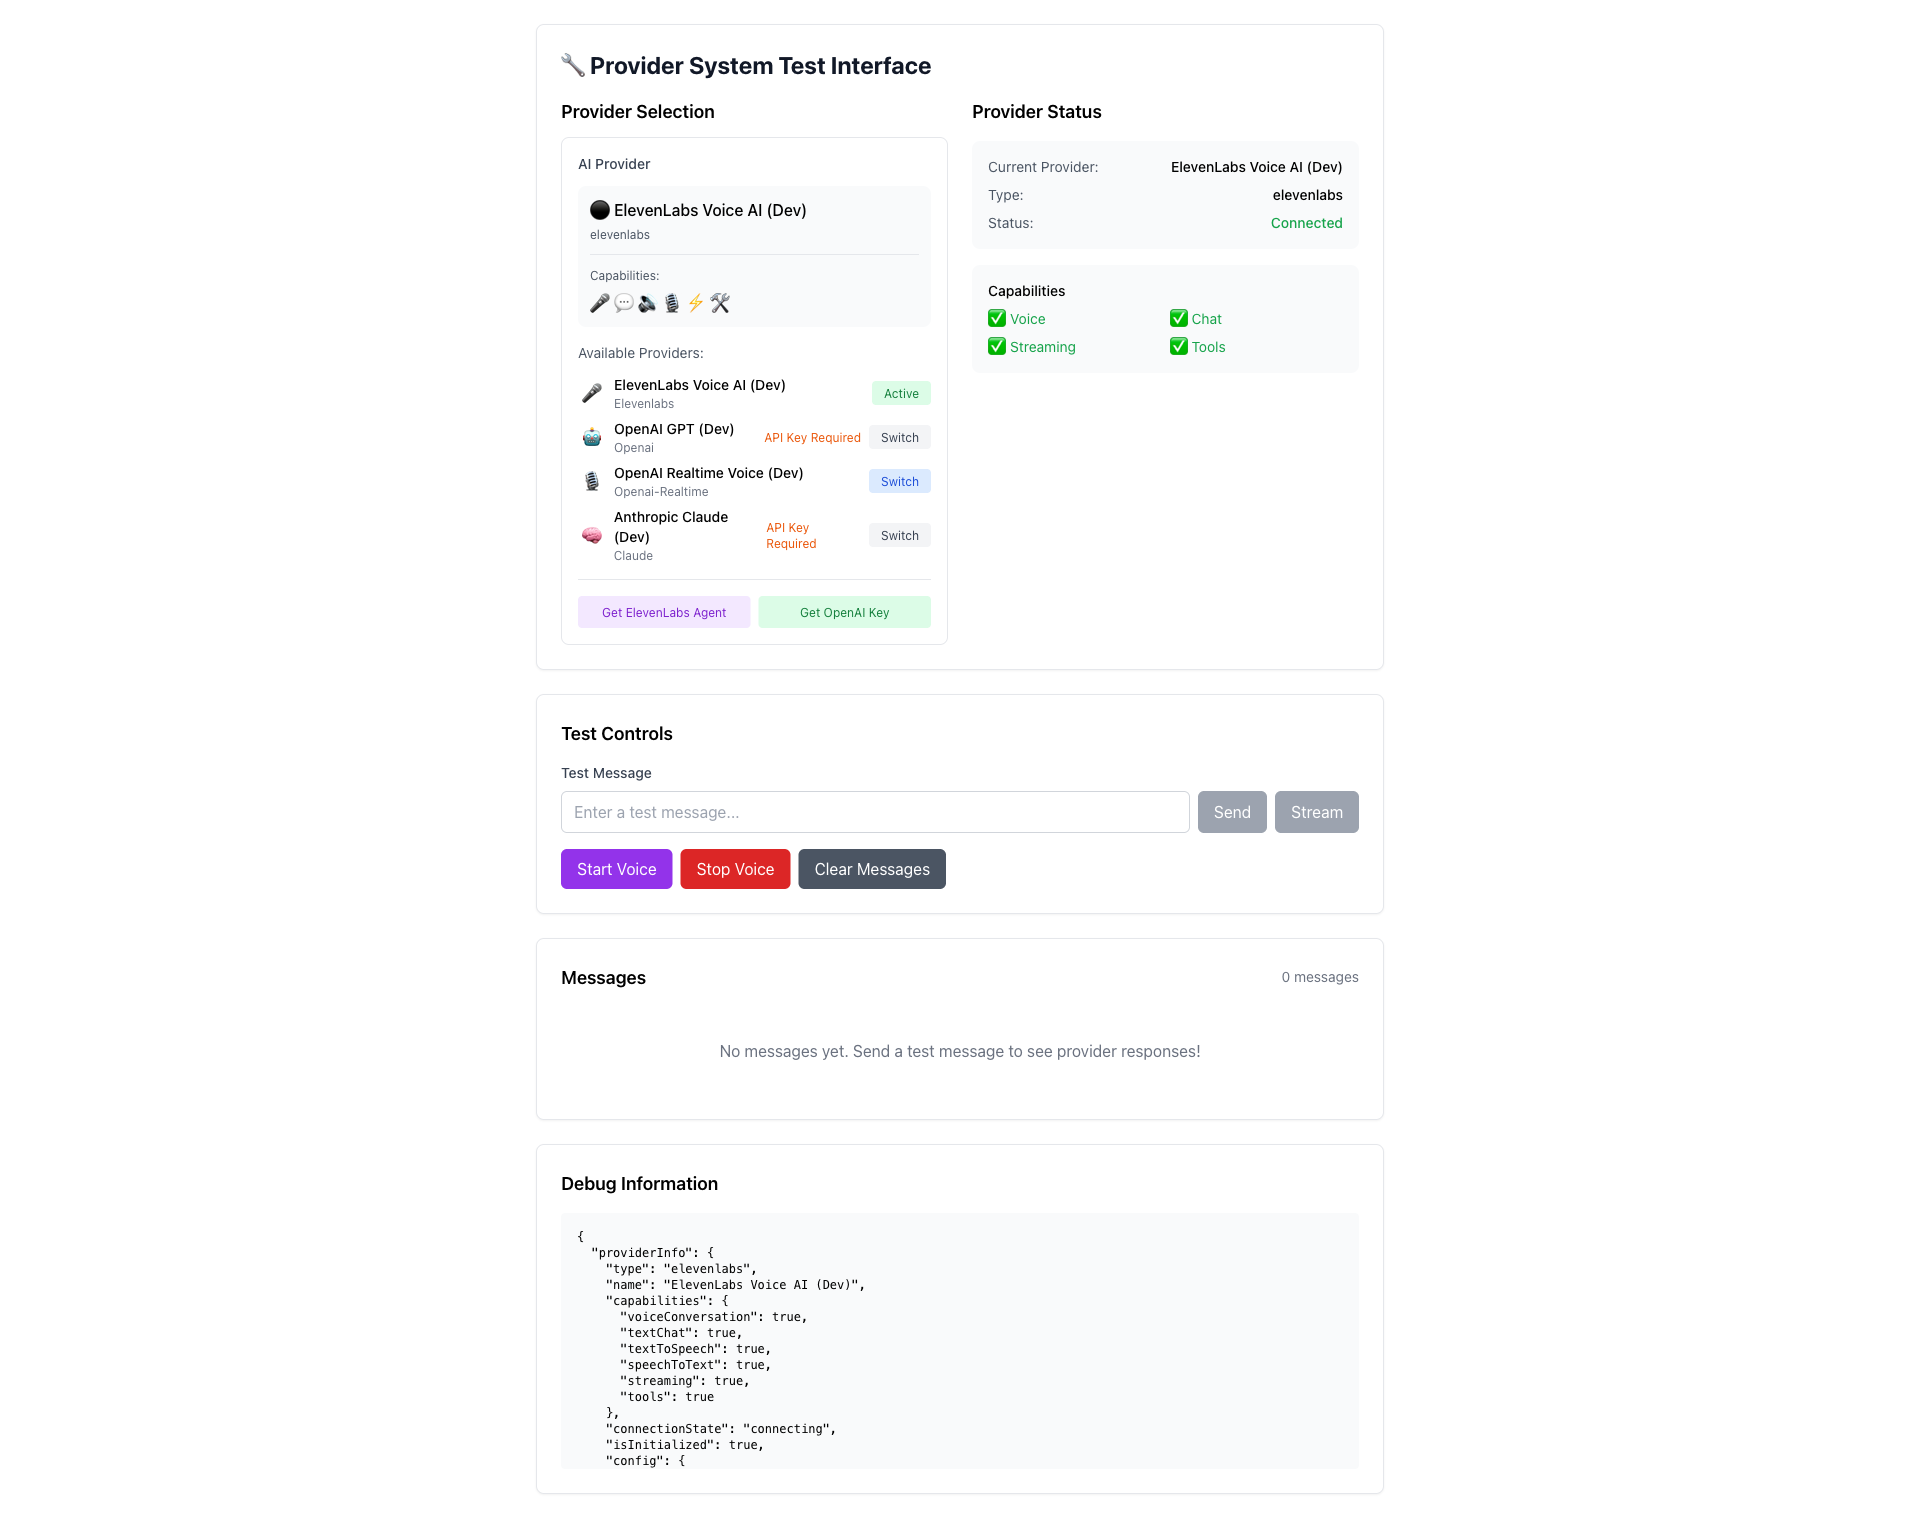 🔧 Provider System Test Interface
Provider Selection
AI Provider
ElevenLabs Voice AI (Dev)
elevenlabs
Capabilities:
🎤 💬 🔊 🎙️ ⚡ 🛠️
Available Providers:
ElevenLabs Voice AI (Dev)
Elevenlabs
Active
OpenAI GPT (Dev)
Openai
API Key Required
Switch
OpenAI Realtime Voice (Dev)
Openai-Realtime
Switch
Anthropic Claude
(Dev)
Claude
API Key
Required
Switch
Get ElevenLabs Agent
Get OpenAI Key
Provider Status
Current Provider: ElevenLabs Voice AI (Dev)
Type: elevenlabs
Status: Connected
Capabilities
✅ Voice ✅ Chat
✅ Streaming ✅ Tools
Test Controls
Test Message
Enter a test message...
Send
Stream
Start Voice
Stop Voice
Clear Messages
Messages
0 messages
No messages yet. Send a test message to see provider responses!
Debug Information
{
  "providerInfo": {
    "type": "elevenlabs",
    "name": "ElevenLabs Voice AI (Dev)",
    "capabilities": {
      "voiceConversation": true,
      "textChat": true,
      "textToSpeech": true,
      "speechToText": true,
      "streaming": true,
      "tools": true
    },
    "connectionState": "connecting",
    "isInitialized": true,
    "config": {